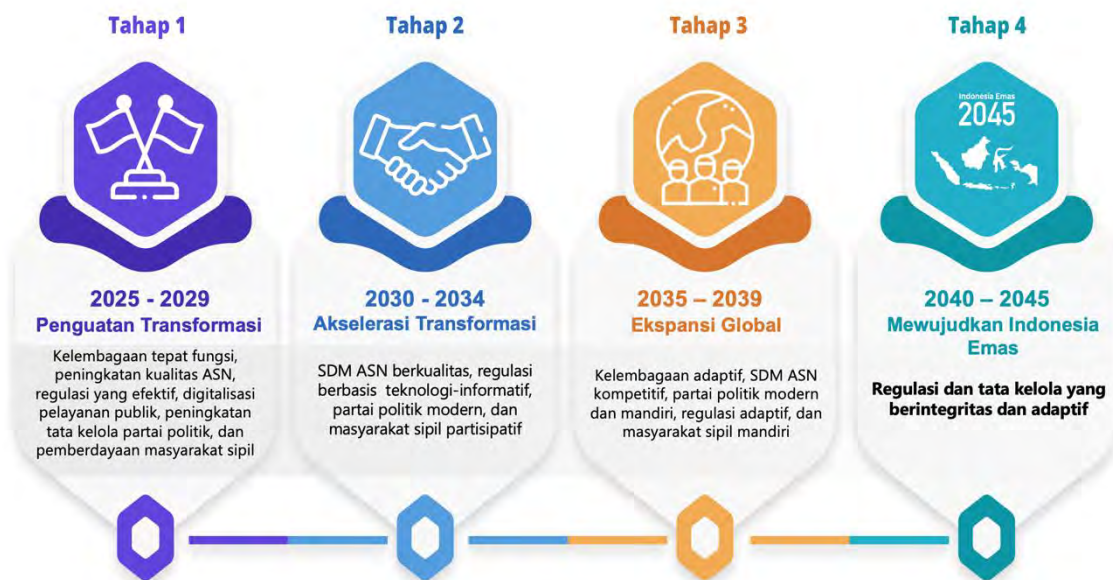 Tahap 1
Indonesia Emas
2045
2025 - 2029
Penguatan Transformasi
Kelembagaan tepat fungsi,
peningkatan kualitas ASN,
regulasi yang efektif, digitalisasi
pelayanan publik, peningkatan
tata kelola partai politik, dan
pemberdayaan masyarakat sipil
Tahap 2
2030 - 2034
Akselerasi Transformasi
SDM ASN berkualitas, regulasi
berbasis teknologi-informatif,
partai politik modern, dan
masyarakat sipil partisipatif
Tahap 3
2035 – 2039
Ekspansi Global
Kelembagaan adaptif, SDM ASN
kompetitif, partai politik modern
dan mandiri, regulasi adaptif, dan
masyarakat sipil mandiri
Tahap 4
2040 – 2045
Mewujudkan Indonesia
Emas
Regulasi dan tata kelola yang
berintegritas dan adaptif